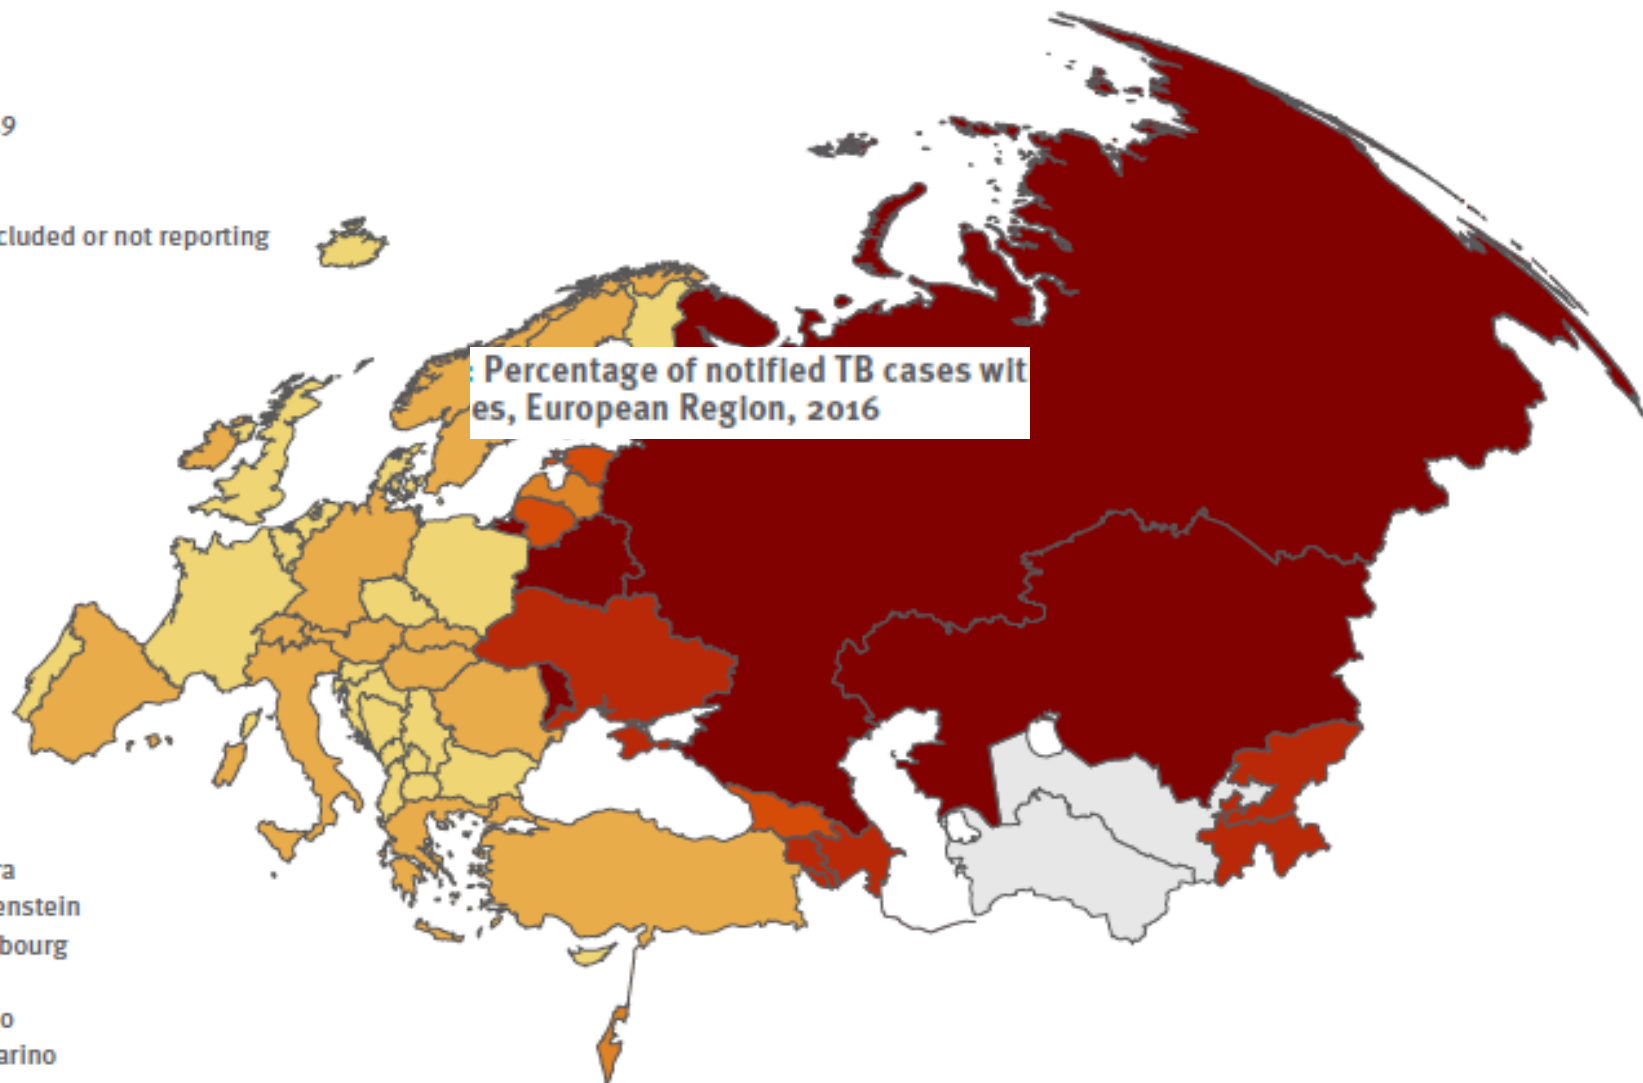 9
cluded or not reporting
: Percentage of notified TB cases wit
es, European Region, 2016
ra
enstein
bourg
o
arino